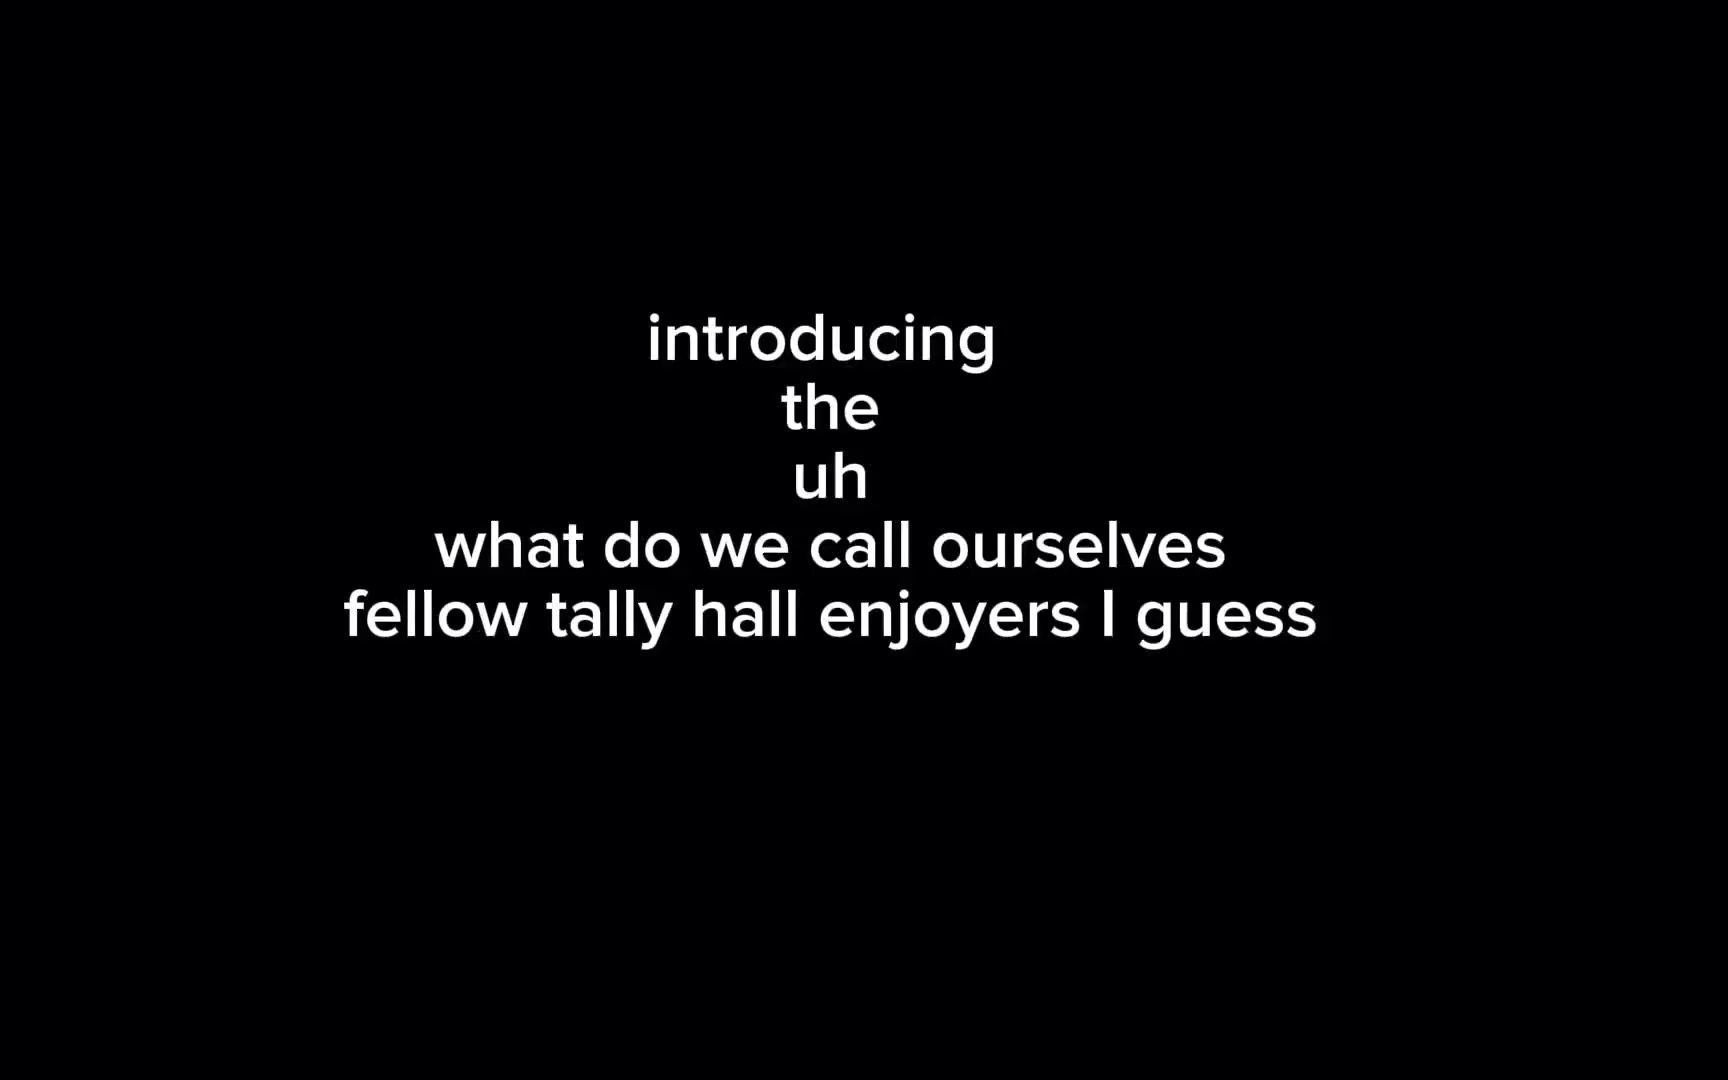 introducing
the
uh
what do we call ourselves
fellow tally hall enjoyers I guess